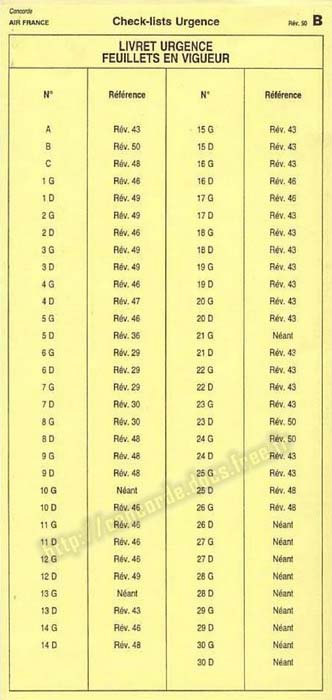 Concorde
AIR FRANCE Check-lists Urgence Rév. 50 B
LIVRET URGENCE
FEUILLETS EN VIGUEUR
N° Référence N° Référence
A Rév. 43 15 G Rév. 43
B Rév. 50 15 D Rév. 43
C Rév. 48 16 G Rév. 43
1 G Rév. 46 16 D Rév. 46
1 D Rév. 49 17 G Rév. 46
2 G Rév. 49 17 D Rév. 43
2 D Rév. 46 18 G Rév. 43
3 G Rév. 49 18 D Rév. 43
3 D Rév. 49 19 G Rév. 43
4 G Rév. 46 19 D Rév. 43
4 D Rév. 47 20 G Rév. 43
5 G Rév. 46 20 D Rév. 43
5 D Rév. 36 21 G Néant
6 G Rév. 29 21 D Rév. 43
6 D Rév. 29 22 G Rév. 43
7 G Rév. 29 22 D Rév. 43
7 D Rév. 30 23 G Rév. 43
8 G Rév. 30 23 D Rév. 50
8 D Rév. 48 24 G Rév. 50
9 G Rév. 48 24 D Rév. 43
9 D Rév. 48 25 G Rév. 43
10 G Néant 25 D Rév. 48
10 D Rév. 46 26 G Rév. 48
11 G Rév. 46 26 D Néant
11 D Rév. 46 27 G Néant
12 G Rév. 46 27 D Néant
12 D Rév. 49 28 G Néant
13 G Néant 28 D Néant
13 D Rév. 43 29 G Néant
14 G Rév. 46 29 D Néant
14 D Rév. 48 30 G Néant
30 D Néant
http://concorde.docs.free.fr